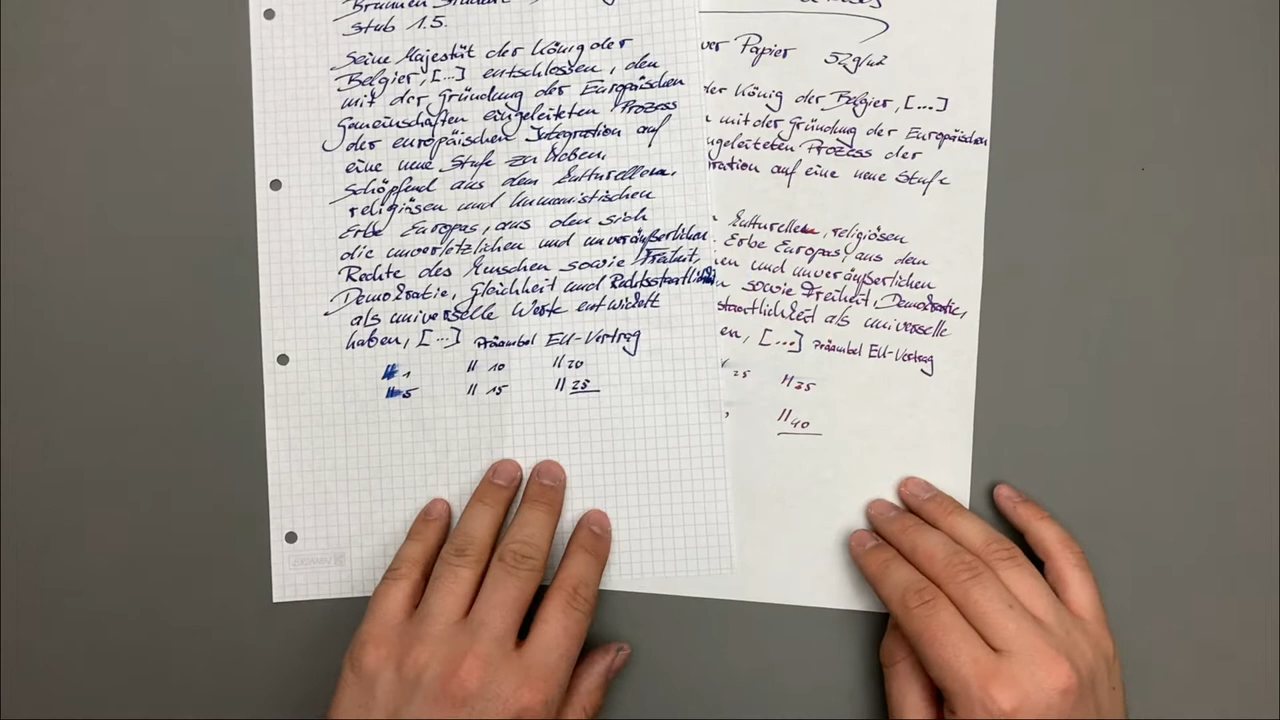 Stub 1.5.
Seine Majestät der König der
Belgier, [...] entschlossen, den
mit der Gründung der Europäischen
Gemeinschaften eingeleiteten Prozess
der europäischen Integration auf
eine neue Stufe zu heben,
Schöpfend aus dem kulturellen,
religiösen und humanistischen
Erbe Europas, aus dem sich
die unverletzlichen und unveräußerlichen
Rechte des Menschen sowie Freiheit,
Demokratie, Gleichheit und Rechtsstaatlich
als universelle Werte entwickelt
haben, [...] Präambel EU-Vertrag
1 10 20
5 15 25
Papier 52g/m2
der König der Belgier, [...]
mit der Gründung der Europäischen
Prozess der
auf eine neue Stufe
kulturellen, religiösen
Erbe Europas, aus dem
und unveräußerlichen
sowie Freiheit, Demokratie,
als universelle
[...] Präambel EU-Vertrag
25 35
40